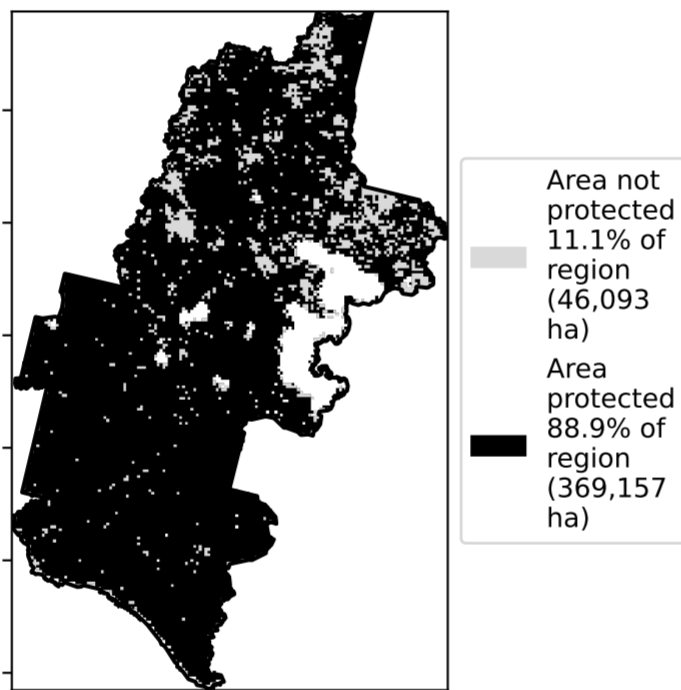 Area not
protected
11.1% of
region
(46,093
ha)
Area
protected
88.9% of
region
(369,157
ha)